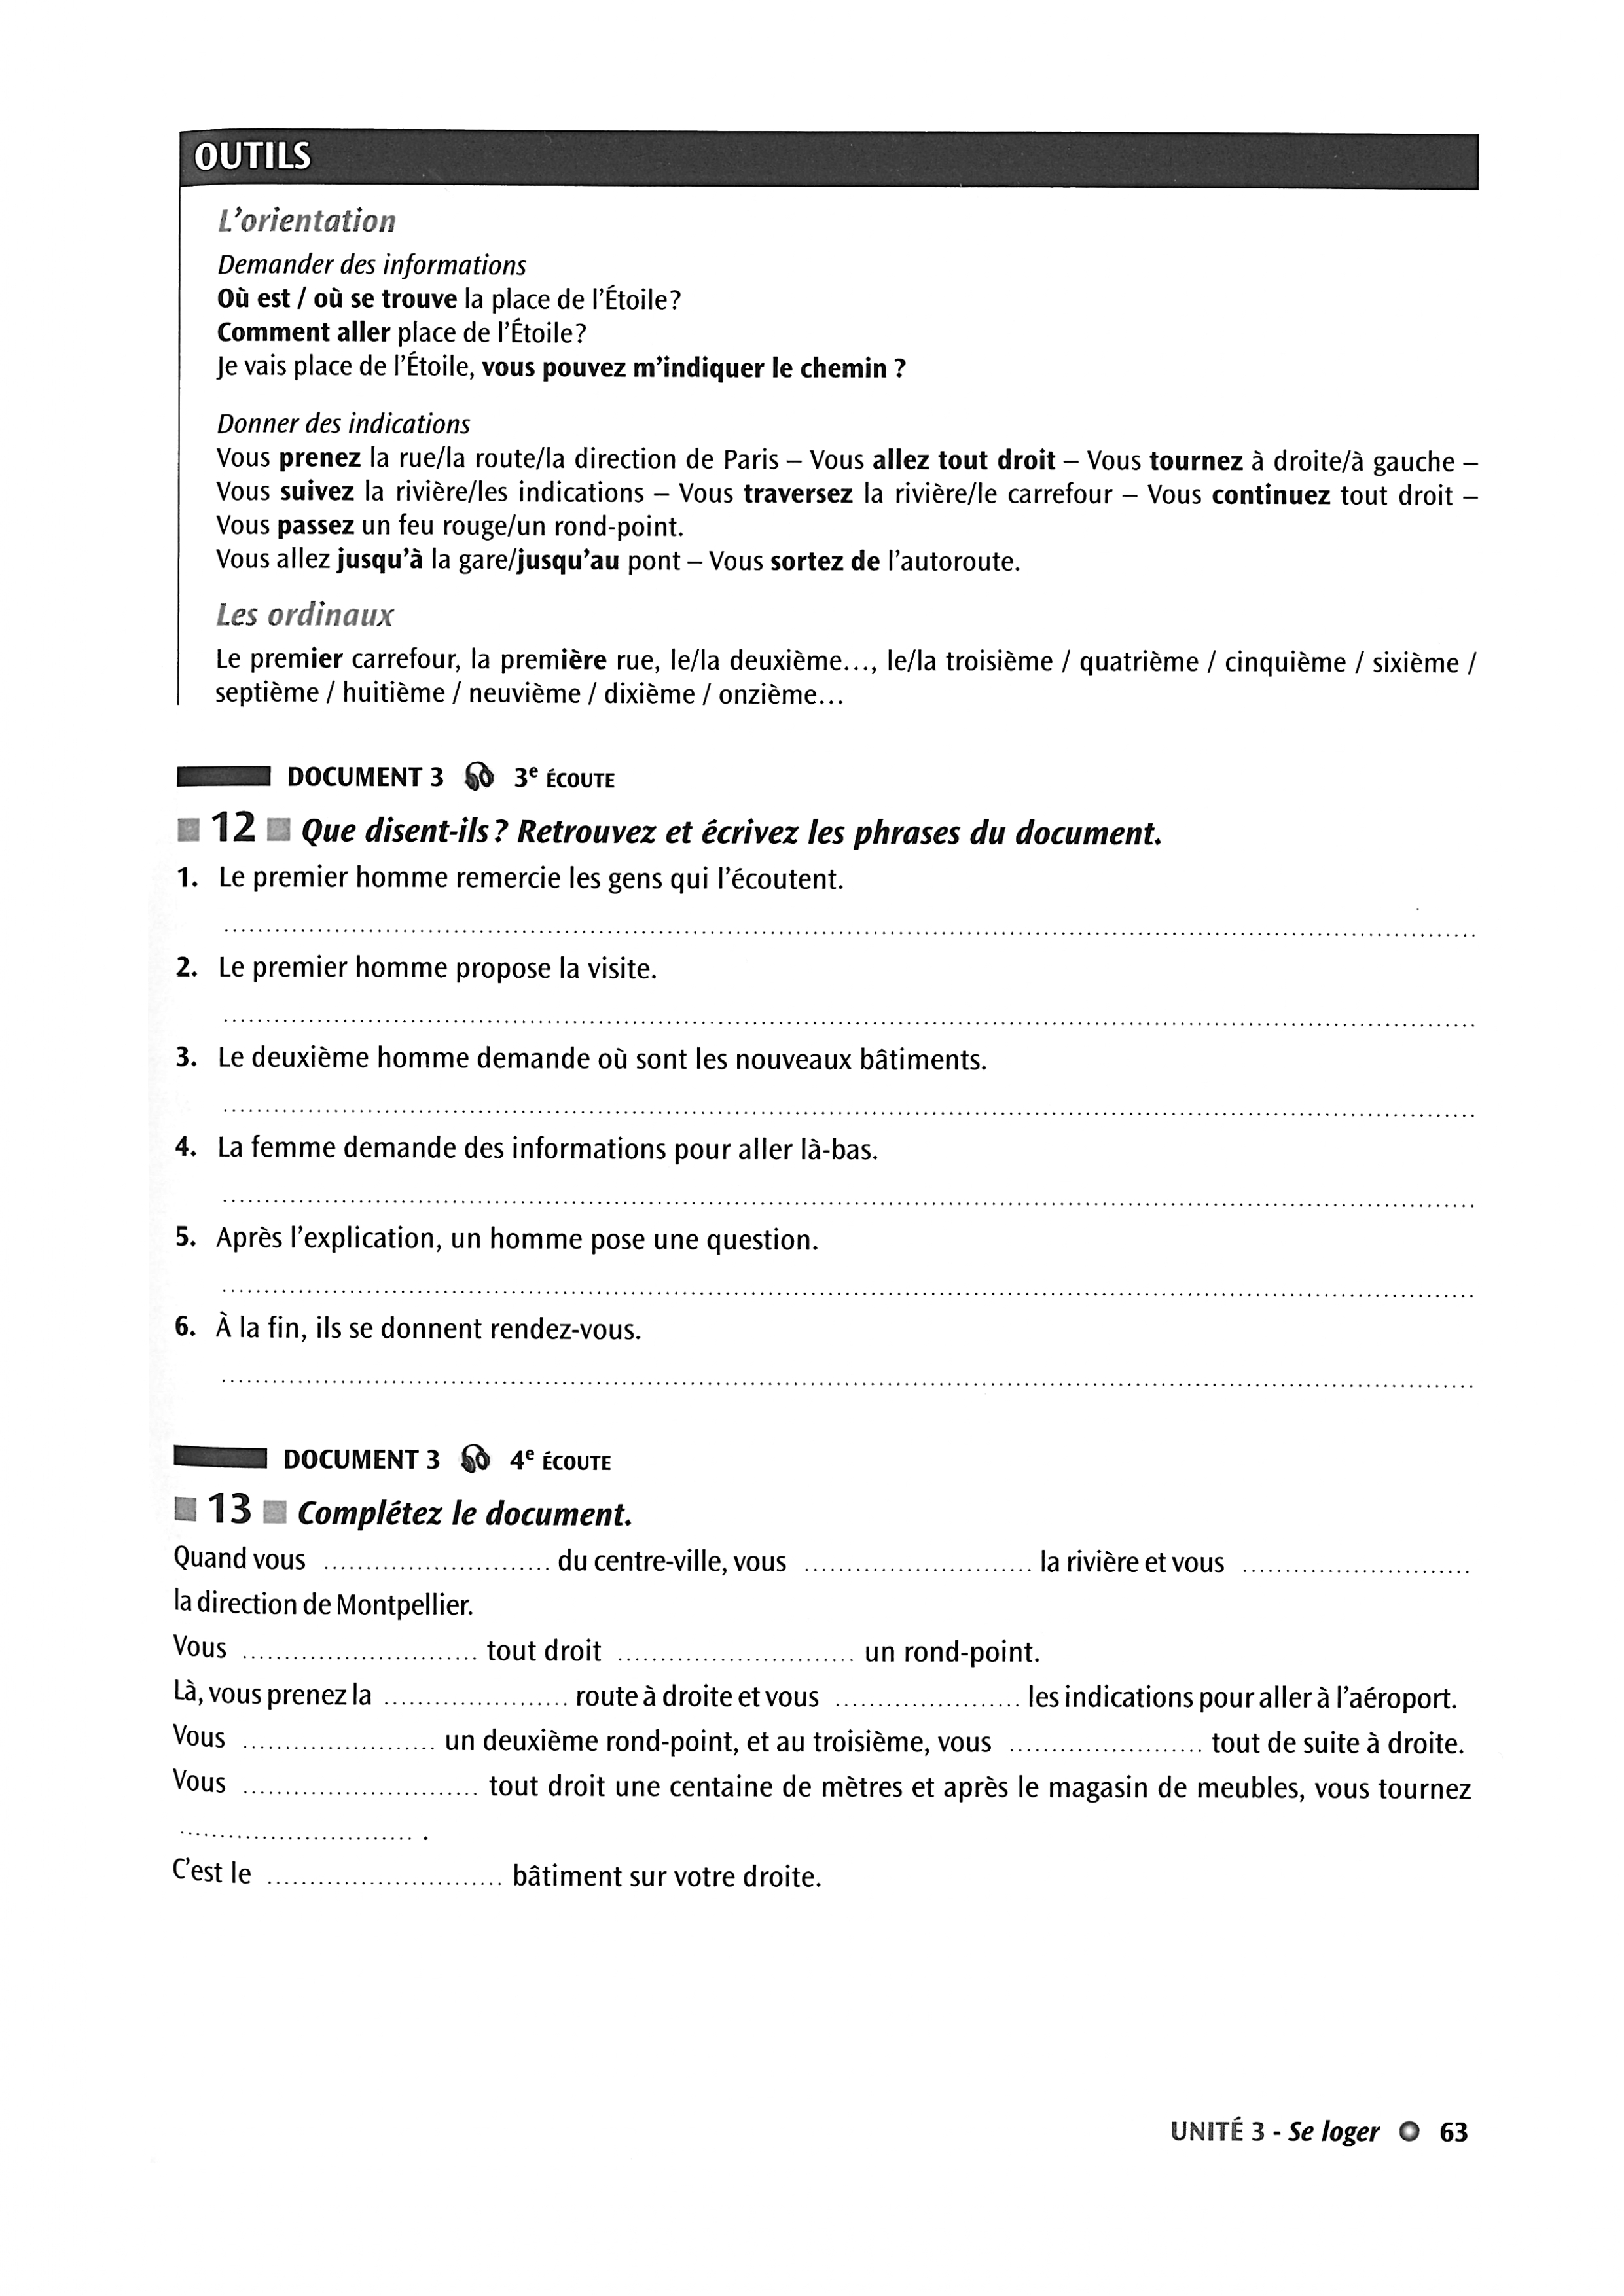 OUTILS
L'orientation
Demander des informations
Où est / où se trouve la place de l'Étoile?
Comment aller place de l'Étoile?
Je vais place de l'Étoile, vous pouvez m'indiquer le chemin ?
Donner des indications
Vous prenez la rue/la route/la direction de Paris – Vous allez tout droit – Vous tournez à droite/à gauche –
Vous suivez la rivière/les indications – Vous traversez la rivière/le carrefour – Vous continuez tout droit –
Vous passez un feu rouge/un rond-point.
Vous allez jusqu'à la gare/jusqu'au pont – Vous sortez de l'autoroute.
Les ordinaux
Le premier carrefour, la première rue, le/la deuxième…, le/la troisième / quatrième / cinquième / sixième /
septième / huitième / neuvième / dixième / onzième…
DOCUMENT 3 3e ÉCOUTE
12 Que disent-ils ? Retrouvez et écrivez les phrases du document.
1. Le premier homme remercie les gens qui l'écoutent.
2. Le premier homme propose la visite.
3. Le deuxième homme demande où sont les nouveaux bâtiments.
4. La femme demande des informations pour aller là-bas.
5. Après l'explication, un homme pose une question.
6. À la fin, ils se donnent rendez-vous.
DOCUMENT 3 4e ÉCOUTE
13 Complétez le document.
Quand vous ........................... du centre-ville, vous ........................... la rivière et vous ...........................
la direction de Montpellier.
Vous ........................... tout droit ........................... un rond-point.
Là, vous prenez la ...................... route à droite et vous ...................... les indications pour aller à l'aéroport.
Vous ....................... un deuxième rond-point, et au troisième, vous ....................... tout de suite à droite.
Vous ........................... tout droit une centaine de mètres et après le magasin de meubles, vous tournez
........................... .
C'est le ........................... bâtiment sur votre droite.
UNITÉ 3 - Se loger 63